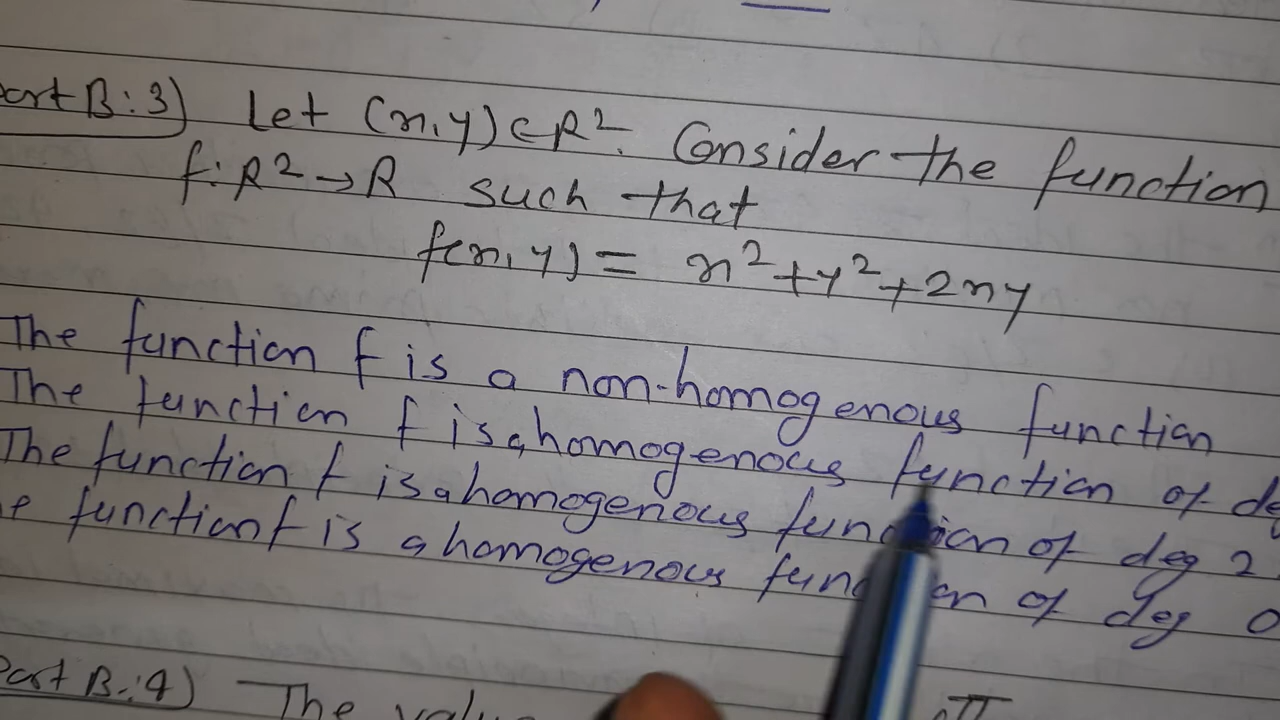 Part B:3) Let (x,y)∈R². Consider the function
f:R²→R such that
f(x,y) = x²+y²+2xy
The function f is a non-homogenous function
The function f is a homogenous function of de
The function f is a homogenous function of deg 2
function f is a homogenous function of deg 0
Part B:4) The π